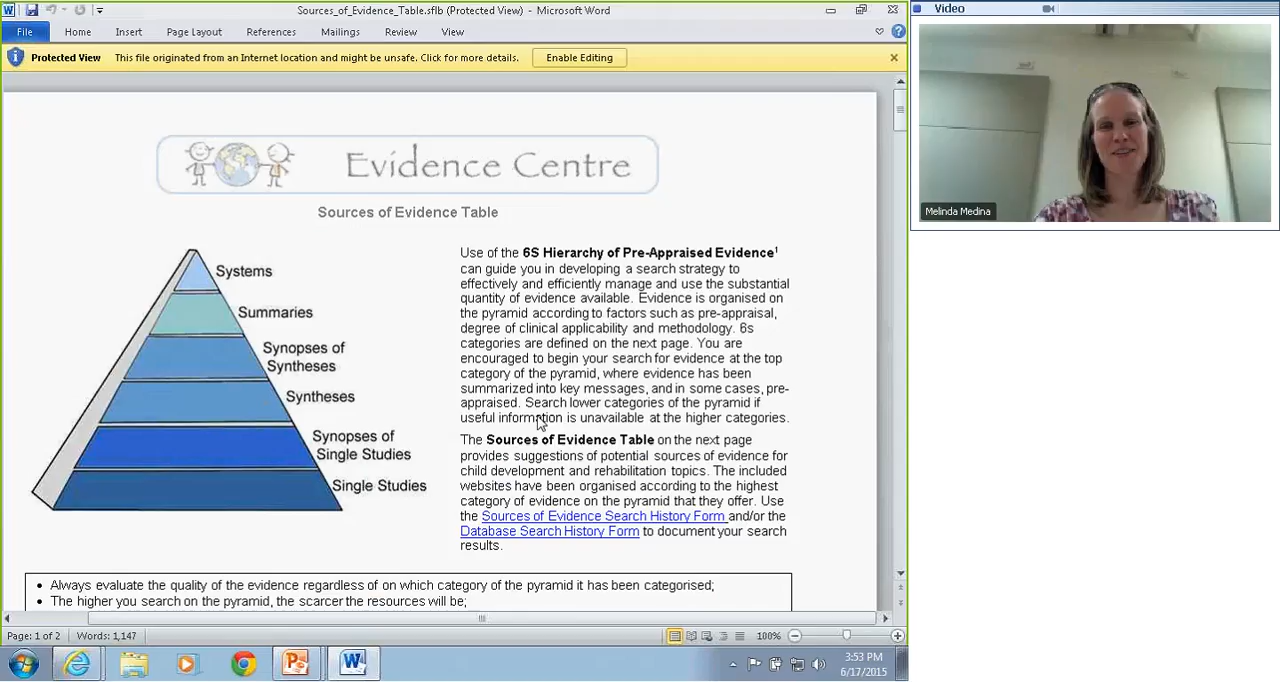 Sources_of_Evidence_Table.sflb (Protected View) - Microsoft Word
File Home Insert Page Layout References Mailings Review View
Protected View This file originated from an Internet location and might be unsafe. Click for more details. Enable Editing
Evidence Centre
Sources of Evidence Table
Systems
Summaries
Synopses of
Syntheses
Syntheses
Synopses of
Single Studies
Single Studies
Use of the 6S Hierarchy of Pre-Appraised Evidence¹
can guide you in developing a search strategy to
effectively and efficiently manage and use the substantial
quantity of evidence available. Evidence is organised on
the pyramid according to factors such as pre-appraisal,
degree of clinical applicability and methodology. 6s
categories are defined on the next page. You are
encouraged to begin your search for evidence at the top
category of the pyramid, where evidence has been
summarized into key messages, and in some cases, pre-
appraised. Search lower categories of the pyramid if
useful information is unavailable at the higher categories.
The Sources of Evidence Table on the next page
provides suggestions of potential sources of evidence for
child development and rehabilitation topics. The included
websites have been organised according to the highest
category of evidence on the pyramid that they offer. Use
the Sources of Evidence Search History Form and/or the
Database Search History Form to document your search
results.
• Always evaluate the quality of the evidence regardless of on which category of the pyramid it has been categorised;
• The higher you search on the pyramid, the scarcer the resources will be;
Page: 1 of 2 Words: 1,147 100%
3:53 PM
6/17/2015
Video
Melinda Medina